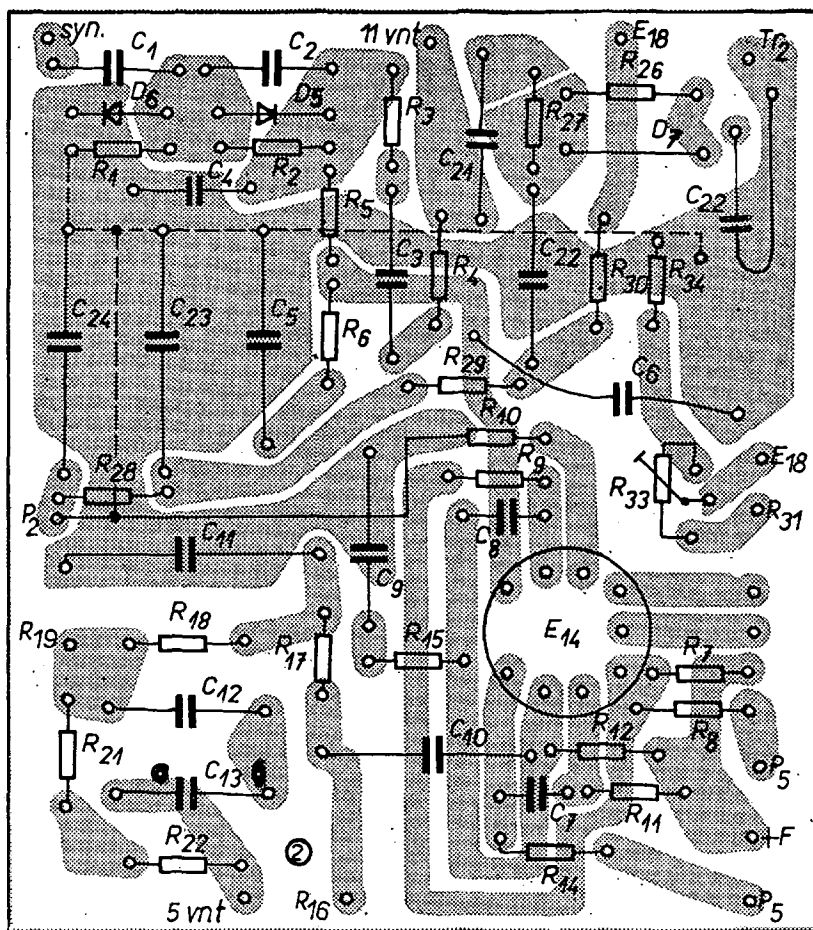 syn. C1 C2 11 vnt E18 Tr2
R26
D6 D5 R3 R27 D7
R1 R2 C21
C4 R5 C22
C3 R4 C22 R30 R34
C24 C23 C5
R6 R29 C6
R10
R28 R9 R33 E18
P2 C8 R31
C11 C9
R19 R18 R17 R15 E14 R7
C12 C10 R12 R8
R21 C13 C7 R11 P5
R22 2 R14 +F
5 vnt R16 P5